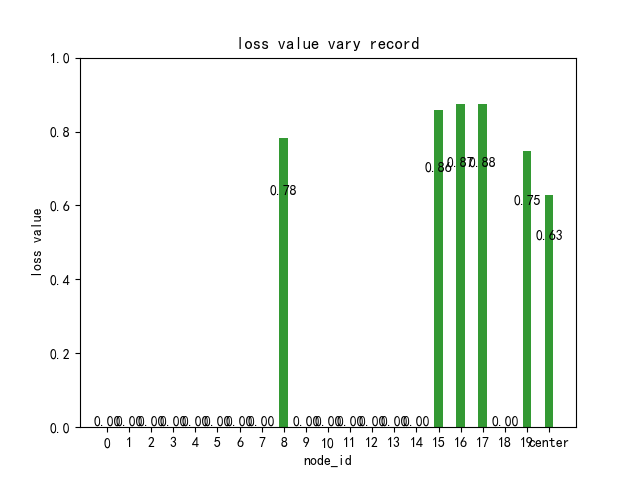 loss value vary record
1.0
0.8
0.6
0.4
0.2
0.0
loss value
0.00 0.00 0.00 0.00 0.00 0.00 0.00 0.00 0.78 0.00 0.00 0.00 0.00 0.00 0.00 0.86 0.87 0.88 0.00 0.75 0.63
0 1 2 3 4 5 6 7 8 9 10 11 12 13 14 15 16 17 18 19 center
node_id